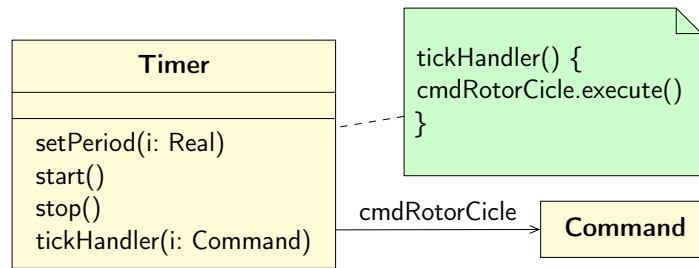 Timer
setPeriod(i: Real)
start()
stop()
tickHandler(i: Command)
tickHandler() {
cmdRotorCicle.execute()
}
cmdRotorCicle
Command